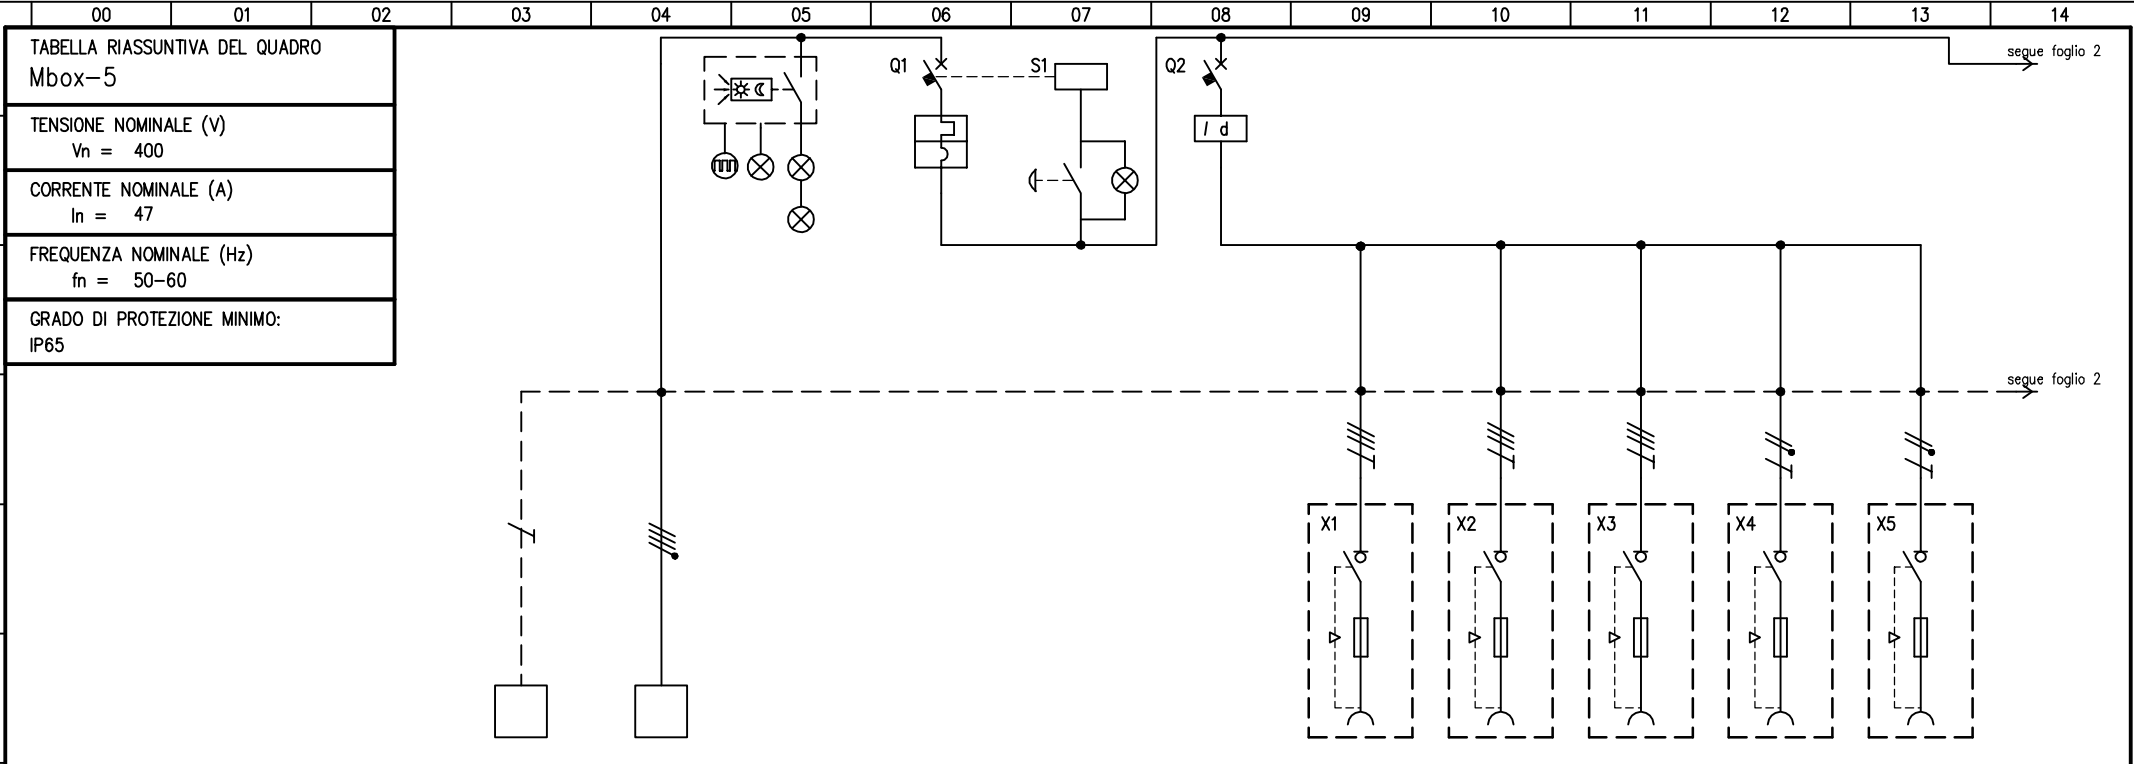 00 01 02 03 04 05 06 07 08 09 10 11 12 13 14
TABELLA RIASSUNTIVA DEL QUADRO
Mbox-5
TENSIONE NOMINALE (V)
Vn = 400
CORRENTE NOMINALE (A)
In = 47
FREQUENZA NOMINALE (Hz)
fn = 50-60
GRADO DI PROTEZIONE MINIMO:
IP65
Q1
S1
Q2
I d
segue foglio 2
segue foglio 2
X1
X2
X3
X4
X5